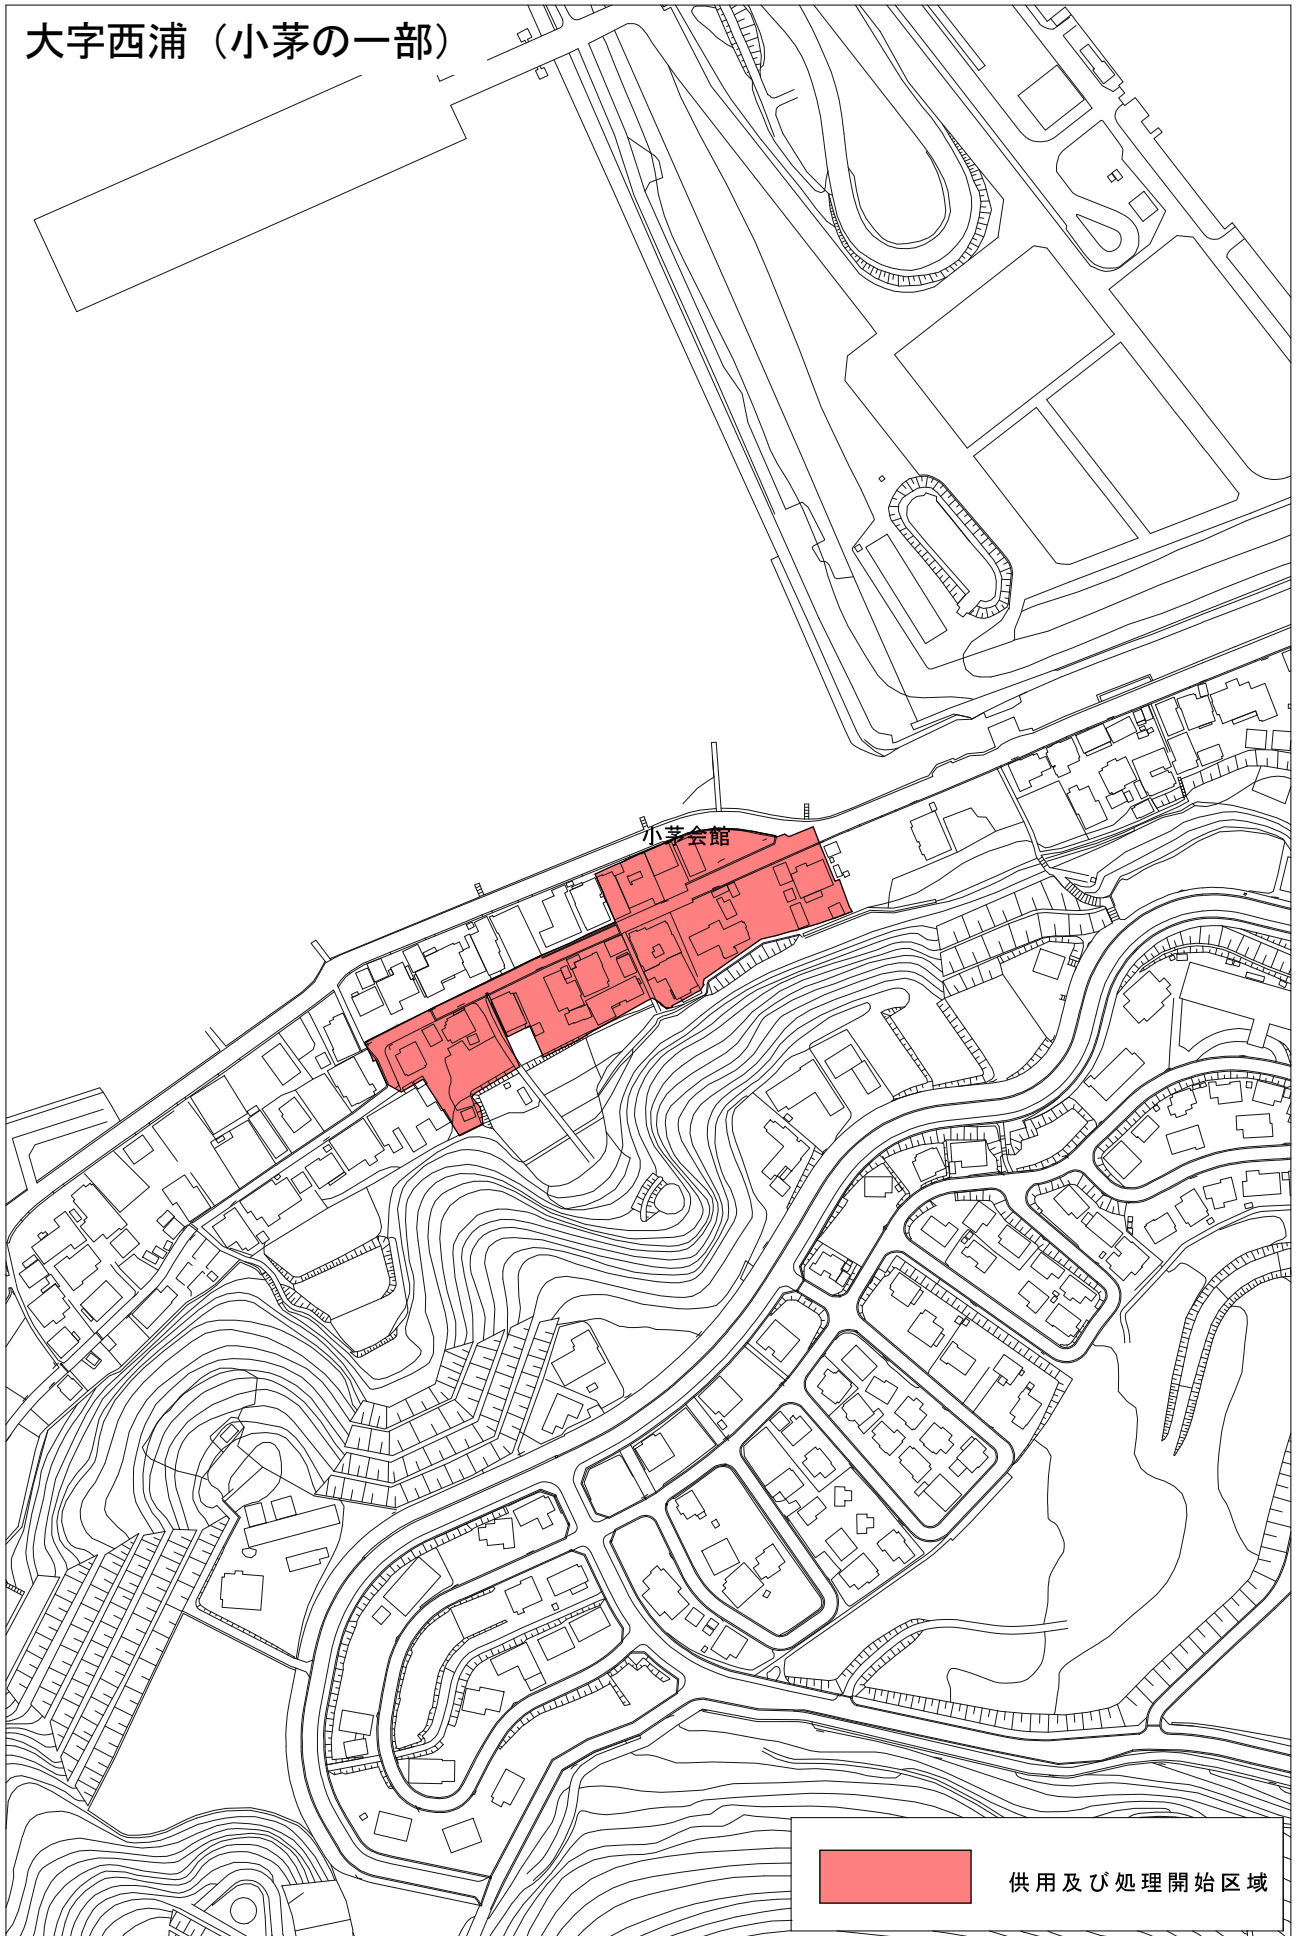 大字西浦（小茅の一部）
小茅会館
供用及び処理開始区域